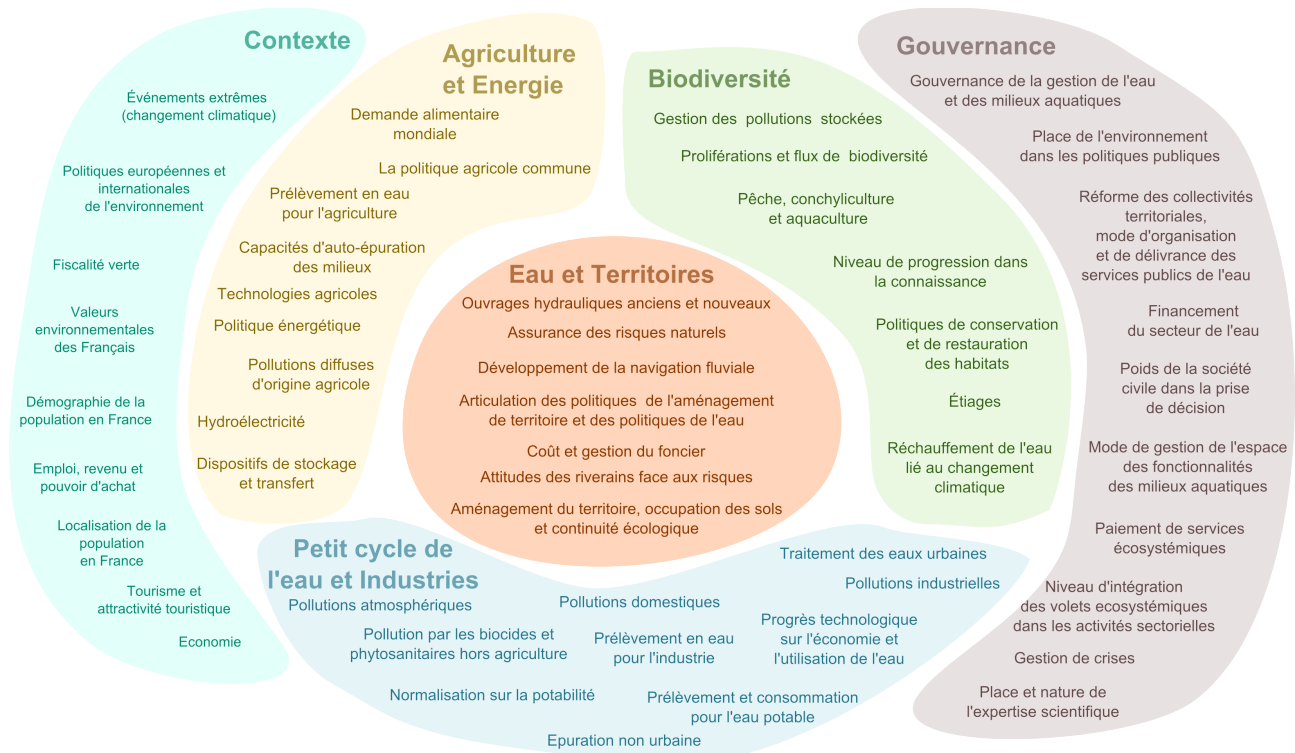 Contexte
Événements extrêmes
(changement climatique)
Politiques européennes et
internationales
de l'environnement
Fiscalité verte
Valeurs
environnementales
des Français
Démographie de la
population en France
Emploi, revenu et
pouvoir d'achat
Localisation de la
population
en France
Tourisme et
attractivité touristique
Economie
Agriculture
et Energie
Demande alimentaire
mondiale
La politique agricole commune
Prélèvement en eau
pour l'agriculture
Capacités d'auto-épuration
des milieux
Technologies agricoles
Politique énergétique
Pollutions diffuses
d'origine agricole
Hydroélectricité
Dispositifs de stockage
et transfert
Eau et Territoires
Ouvrages hydrauliques anciens et nouveaux
Assurance des risques naturels
Développement de la navigation fluviale
Articulation des politiques de l'aménagement
de territoire et des politiques de l'eau
Coût et gestion du foncier
Attitudes des riverains face aux risques
Aménagement du territoire, occupation des sols
et continuité écologique
Biodiversité
Gestion des pollutions stockées
Proliférations et flux de biodiversité
Pêche, conchyliculture
et aquaculture
Niveau de progression dans
la connaissance
Politiques de conservation
et de restauration
des habitats
Étiages
Réchauffement de l'eau
lié au changement
climatique
Gouvernance
Gouvernance de la gestion de l'eau
et des milieux aquatiques
Place de l'environnement
dans les politiques publiques
Réforme des collectivités
territoriales,
mode d'organisation
et de délivrance des
services publics de l'eau
Financement
du secteur de l'eau
Poids de la société
civile dans la prise
de décision
Mode de gestion de l'espace
des fonctionnalités
des milieux aquatiques
Paiement de services
écosystémiques
Niveau d'intégration
des volets ecosystémiques
dans les activités sectorielles
Gestion de crises
Place et nature de
l'expertise scientifique
Petit cycle de
l'eau et Industries
Pollutions atmosphériques
Pollution par les biocides et
phytosanitaires hors agriculture
Normalisation sur la potabilité
Epuration non urbaine
Pollutions domestiques
Prélèvement en eau
pour l'industrie
Prélèvement et consommation
pour l'eau potable
Traitement des eaux urbaines
Pollutions industrielles
Progrès technologique
sur l'économie et
l'utilisation de l'eau